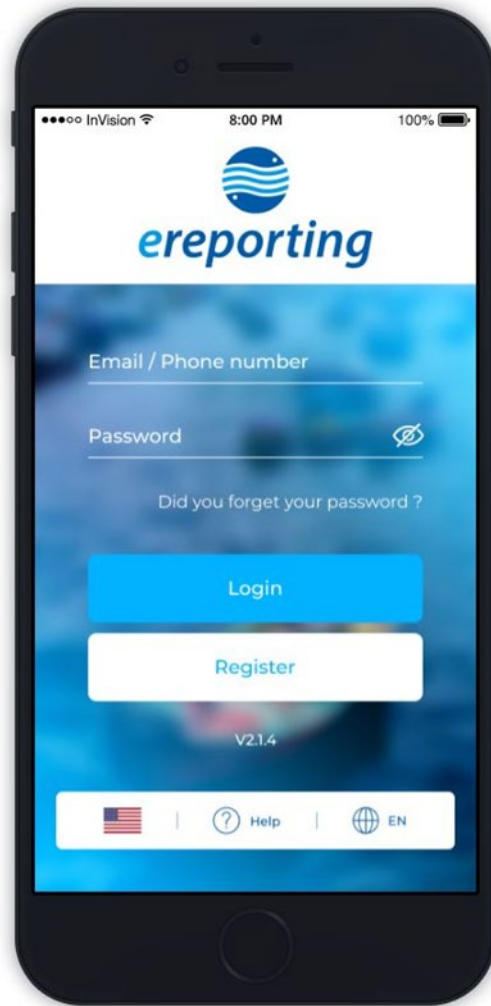 InVision 8:00 PM 100%
ereporting
Email / Phone number
Password
Did you forget your password ?
Login
Register
V2.1.4
Help EN